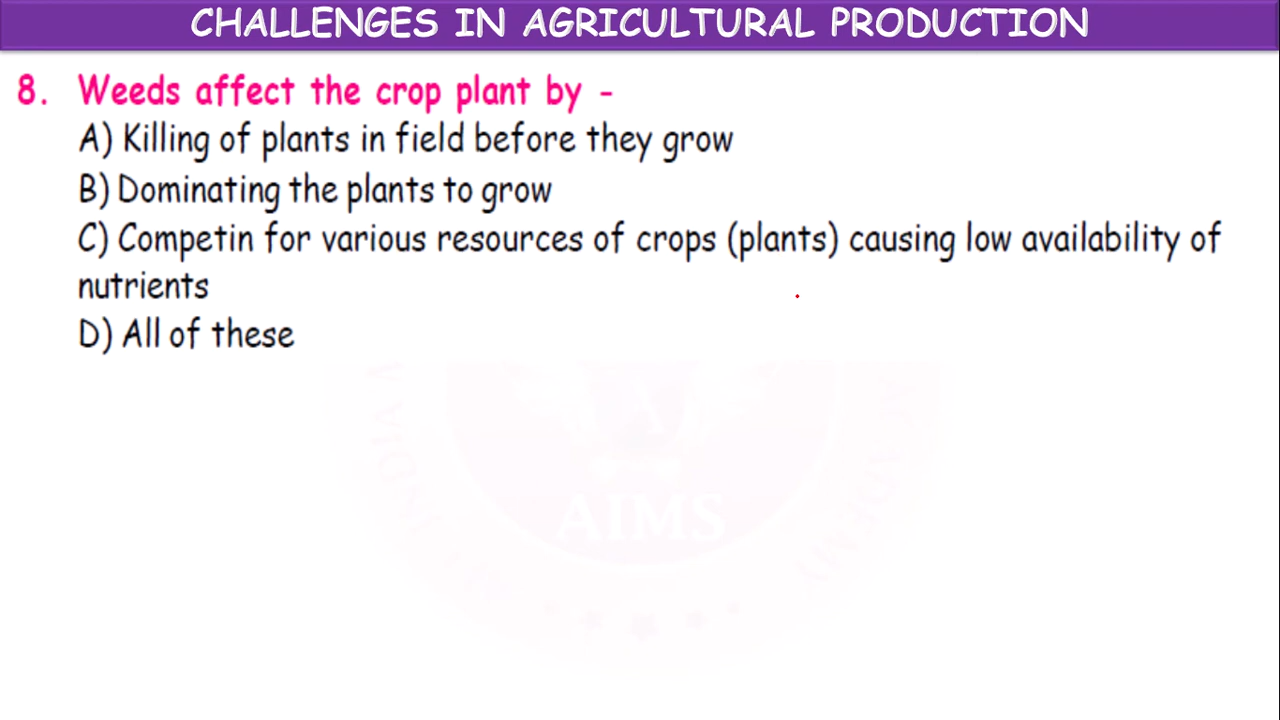 CHALLENGES IN AGRICULTURAL PRODUCTION
8. Weeds affect the crop plant by -
A) Killing of plants in field before they grow
B) Dominating the plants to grow
C) Competin for various resources of crops (plants) causing low availability of
nutrients
D) All of these
AIMS